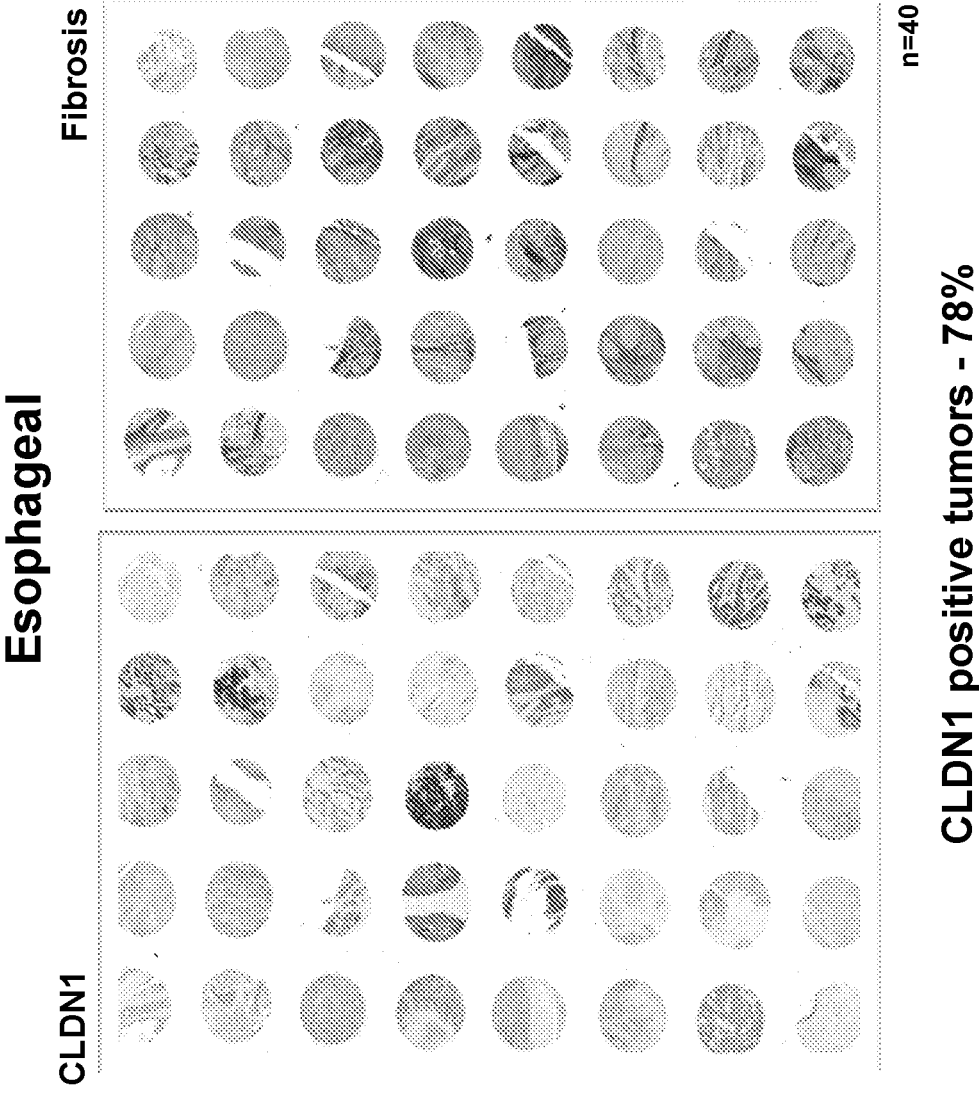 Esophageal
CLDN1
Fibrosis
CLDN1 positive tumors - 78%
n=40